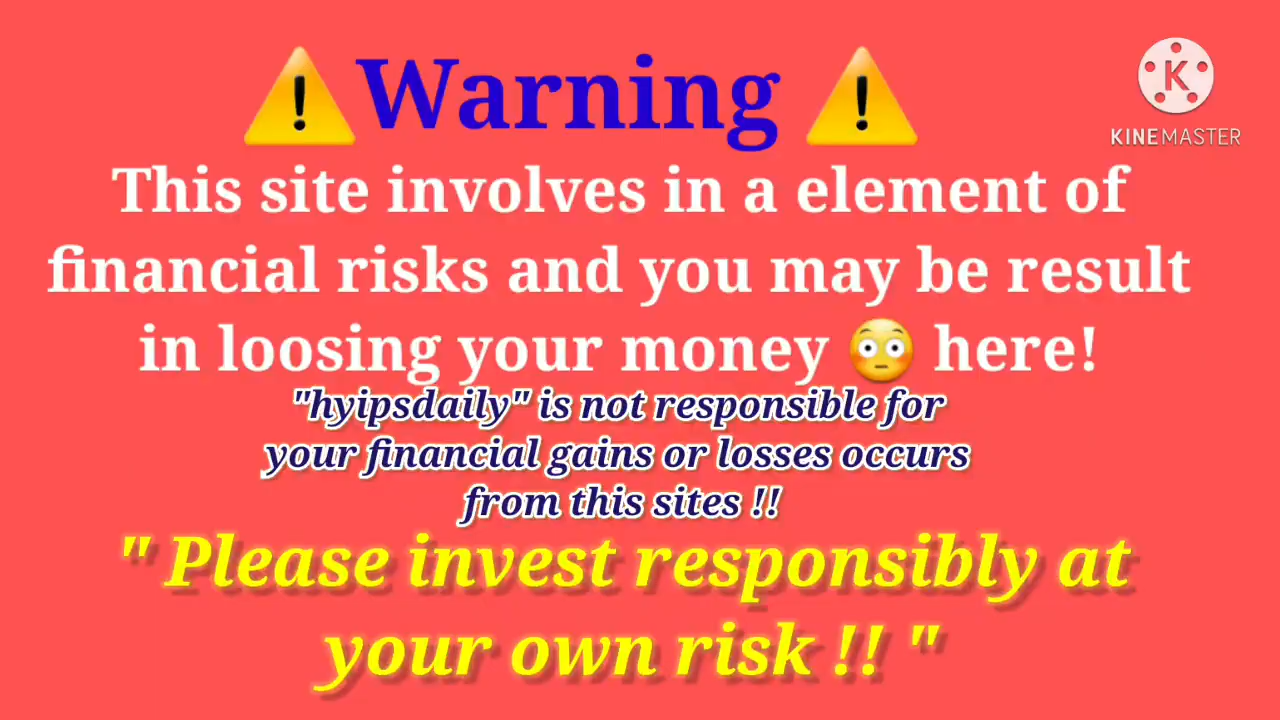 ⚠️Warning ⚠️
K
KINEMASTER
This site involves in a element of
financial risks and you may be result
in loosing your money 😳 here!
"hyipsdaily" is not responsible for
your financial gains or losses occurs
from this sites !!
" Please invest responsibly at
your own risk !! "